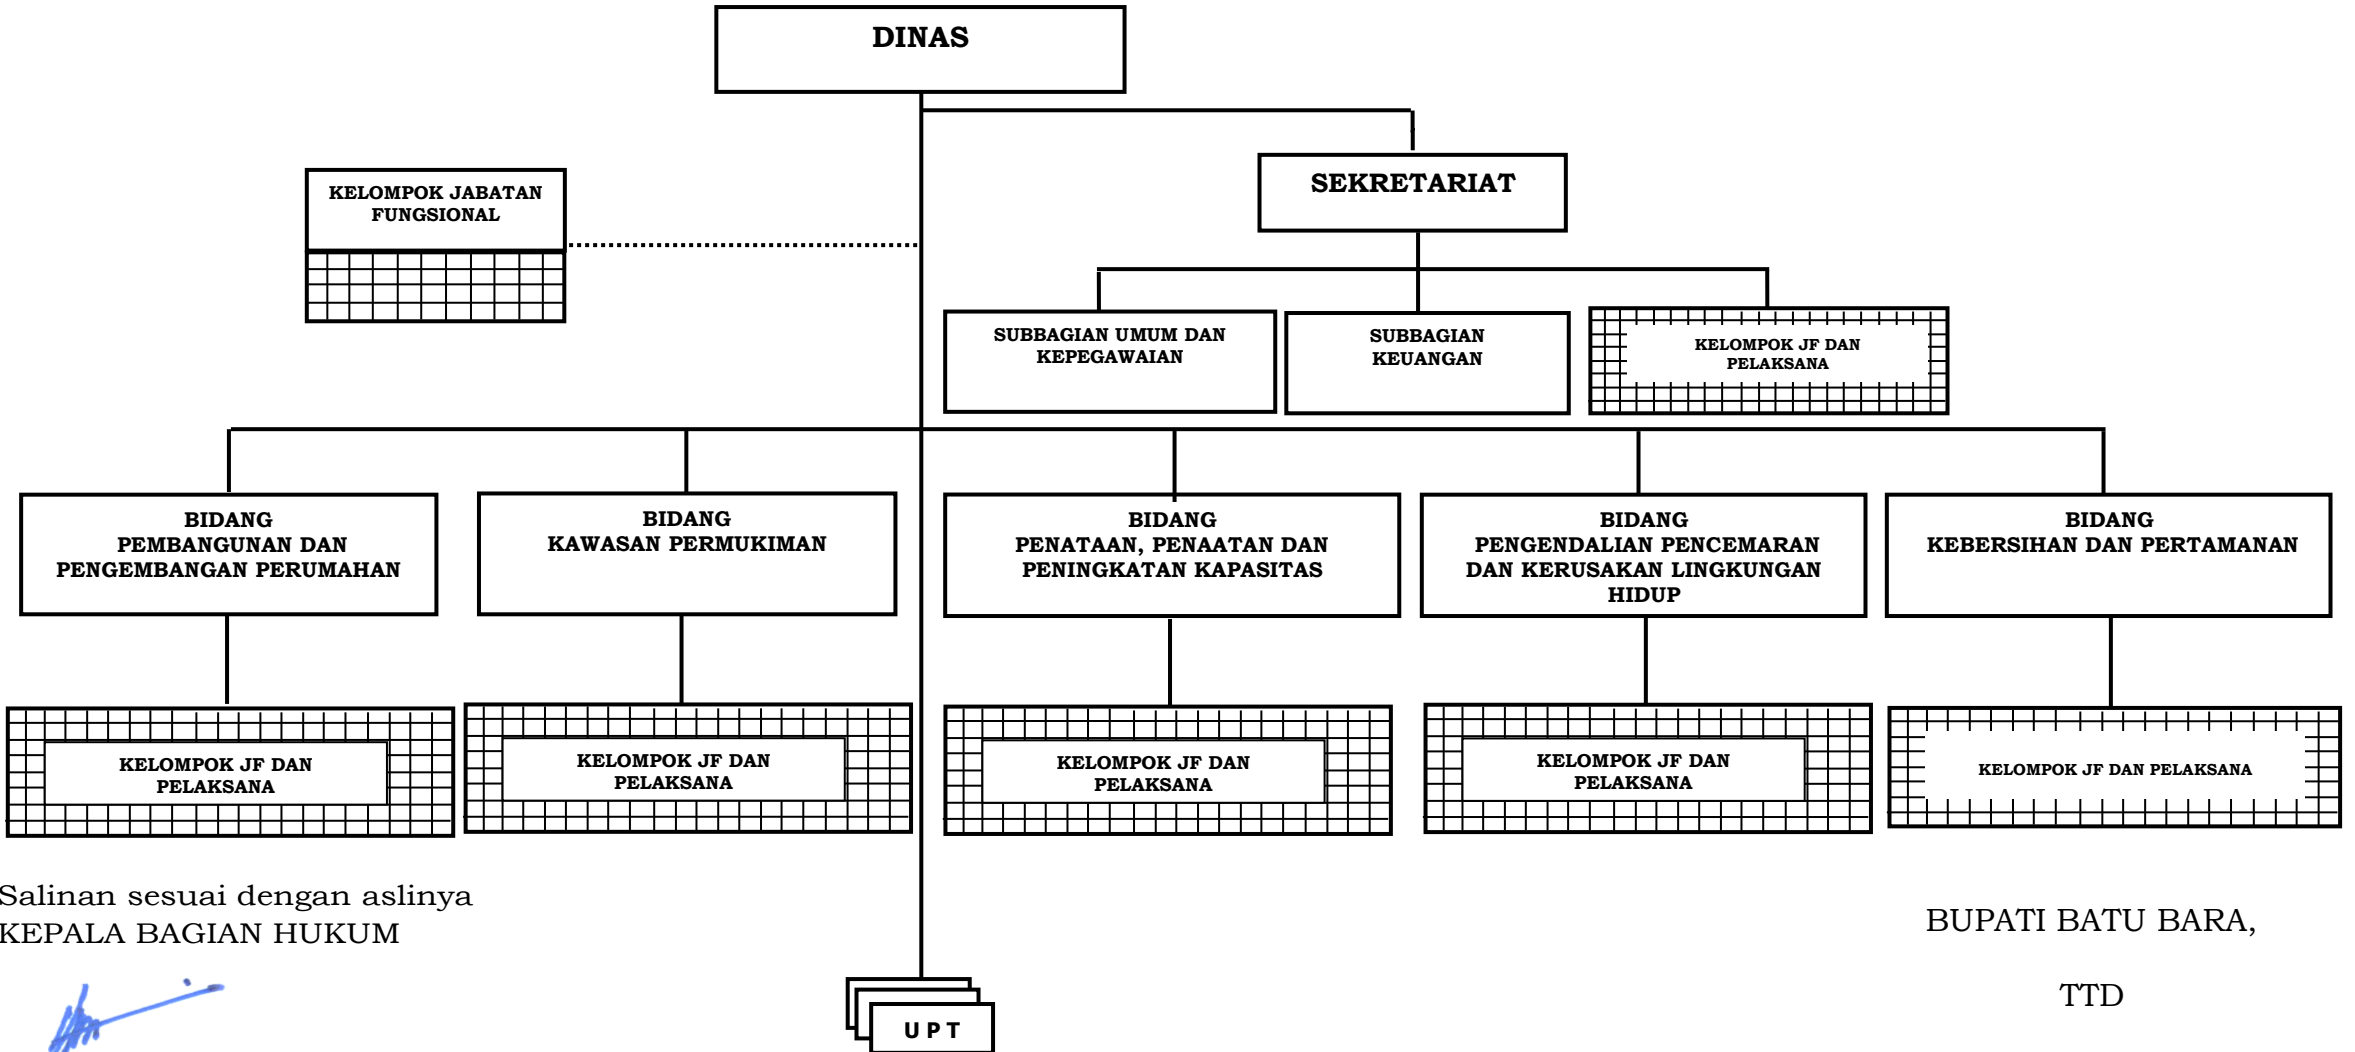 DINAS
SEKRETARIAT
KELOMPOK JABATAN
FUNGSIONAL
SUBBAGIAN UMUM DAN
KEPEGAWAIAN
SUBBAGIAN
KEUANGAN
KELOMPOK JF DAN
PELAKSANA
BIDANG
PEMBANGUNAN DAN
PENGEMBANGAN PERUMAHAN
BIDANG
KAWASAN PERMUKIMAN
BIDANG
PENATAAN, PENAATAN DAN
PENINGKATAN KAPASITAS
BIDANG
PENGENDALIAN PENCEMARAN
DAN KERUSAKAN LINGKUNGAN
HIDUP
BIDANG
KEBERSIHAN DAN PERTAMANAN
KELOMPOK JF DAN
PELAKSANA
KELOMPOK JF DAN
PELAKSANA
KELOMPOK JF DAN
PELAKSANA
KELOMPOK JF DAN
PELAKSANA
KELOMPOK JF DAN PELAKSANA
Salinan sesuai dengan aslinya
KEPALA BAGIAN HUKUM
BUPATI BATU BARA,
TTD
UPT